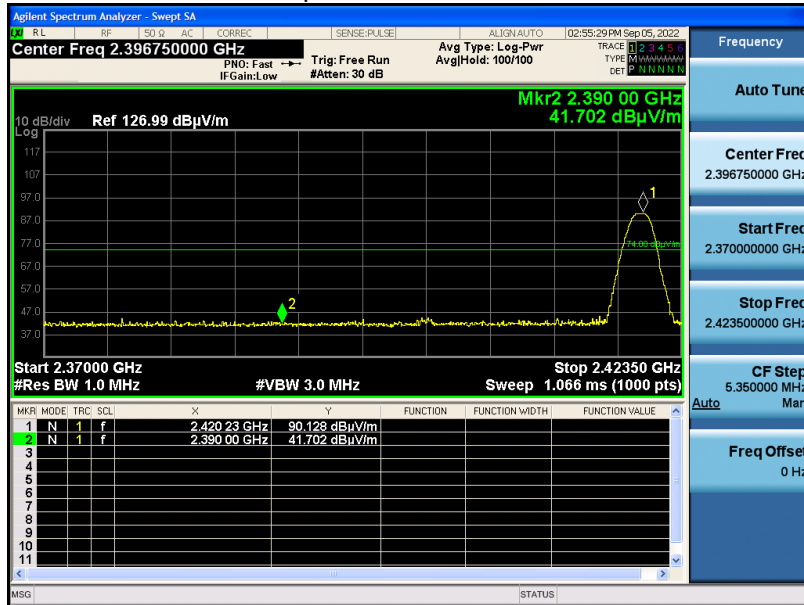 Agilent Spectrum Analyzer - Swept SA
LXI RL RF 50 Ω AC CORREC SENSE:PULSE ALIGN AUTO 02:55:29 PM Sep 05, 2022
Center Freq 2.396750000 GHz
PNO: Fast
IFGain:Low
Trig: Free Run
#Atten: 30 dB
Avg Type: Log-Pwr
Avg|Hold: 100/100
TRACE 1 2 3 4 5 6
TYPE M W W W W W
DET P N N N N N
Mkr2 2.390 00 GHz
41.702 dBµV/m
10 dB/div Ref 126.99 dBµV/m
Log
117
107
97.0
87.0
77.0
67.0
57.0
47.0
37.0
1
2
74.00 dBµV/m
Start 2.37000 GHz Stop 2.42350 GHz
#Res BW 1.0 MHz #VBW 3.0 MHz Sweep 1.066 ms (1000 pts)
MKR MODE TRC SCL X Y FUNCTION FUNCTION WIDTH FUNCTION VALUE
1 N 1 f 2.420 23 GHz 90.128 dBµV/m
2 N 1 f 2.390 00 GHz 41.702 dBµV/m
3
4
5
6
7
8
9
10
11
MSG STATUS
Frequency
Auto Tune
Center Freq
2.396750000 GHz
Start Freq
2.370000000 GHz
Stop Freq
2.423500000 GHz
CF Step
5.350000 MHz
Auto Man
Freq Offset
0 Hz